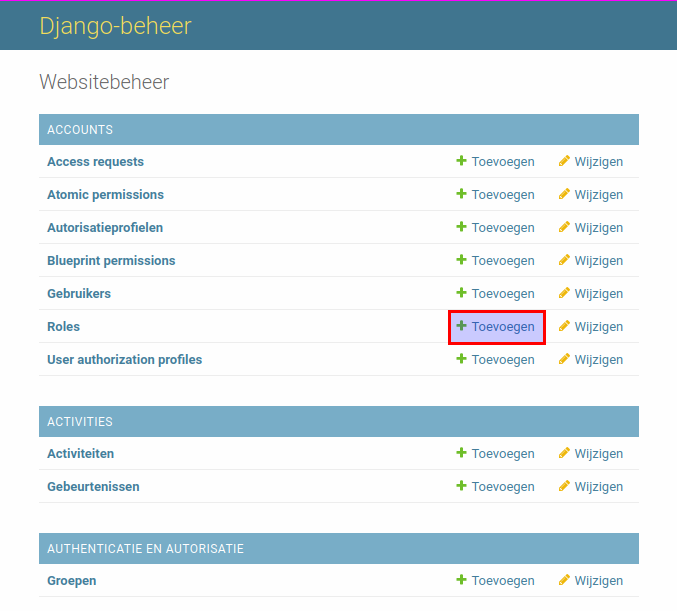 Django-beheer
Websitebeheer
ACCOUNTS
Access requests Toevoegen Wijzigen
Atomic permissions Toevoegen Wijzigen
Autorisatieprofielen Toevoegen Wijzigen
Blueprint permissions Toevoegen Wijzigen
Gebruikers Toevoegen Wijzigen
Roles Toevoegen Wijzigen
User authorization profiles Toevoegen Wijzigen
ACTIVITIES
Activiteiten Toevoegen Wijzigen
Gebeurtenissen Toevoegen Wijzigen
AUTHENTICATIE EN AUTORISATIE
Groepen Toevoegen Wijzigen